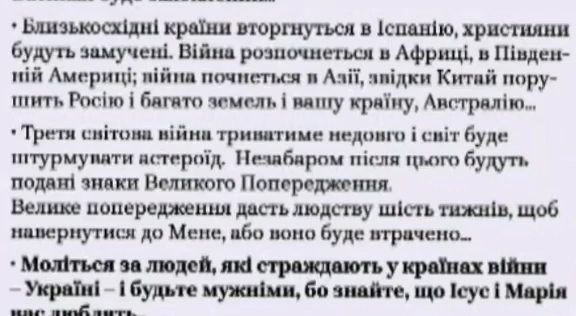 • Близькосхідні країни вторгнуться в Іспанію, християни
будуть замучені. Війна розпочнеться в Африці, в Півден-
ній Америці; війна почнеться в Азії, звідки Китай пору-
шить Росію і багато земель і вашу країну, Австралію...
• Третя світова війна триватиме недовго і світ буде
штурмувати астероїд. Незабаром після цього будуть
подані знаки Великого Попередження.
Велике попередження дасть людству шість тижнів, щоб
навернутися до Мене, або воно буде втрачено...
• Моліться за людей, які страждають у країнах війни
– Україні – і будьте мужніми, бо знайте, що Ісус і Марія
вас люблять...